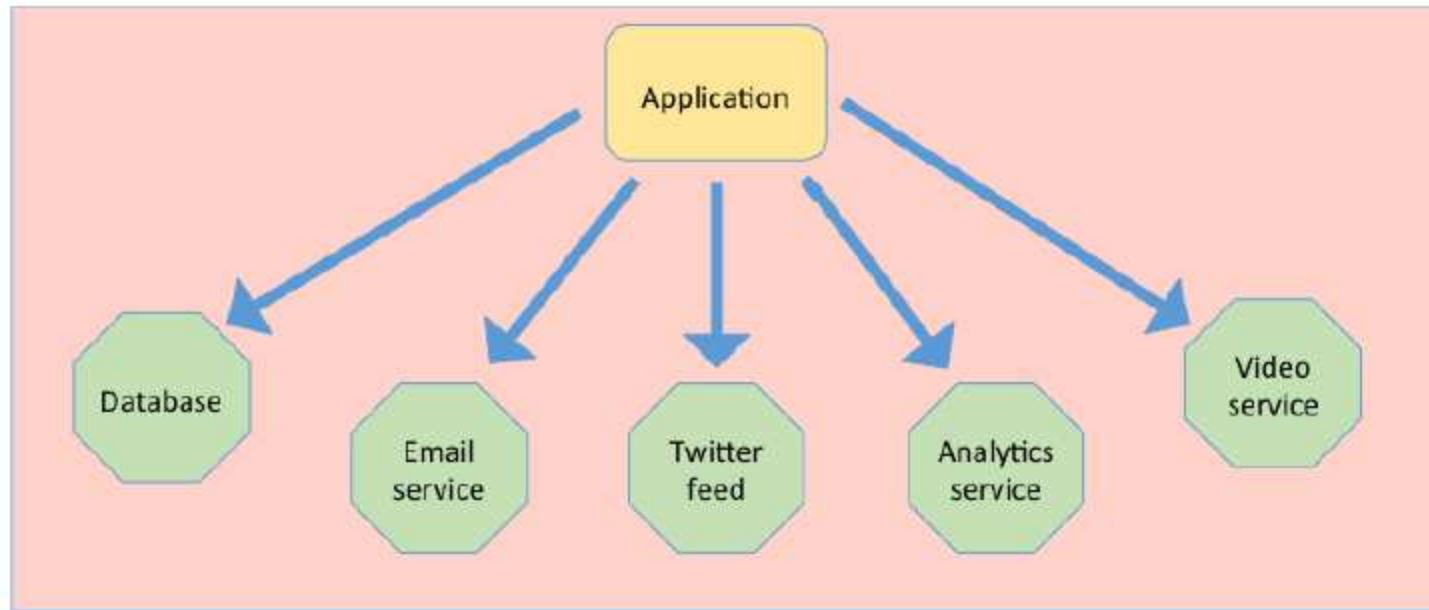 Application
Database
Email
service
Twitter
feed
Analytics
service
Video
service